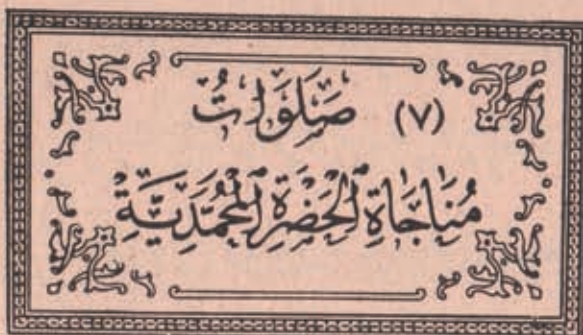 (٧) صَلَوَاتُ
مُنَاجَاةِ الْحَضْرَةِ الْمُحَمَّدِيَّةِ